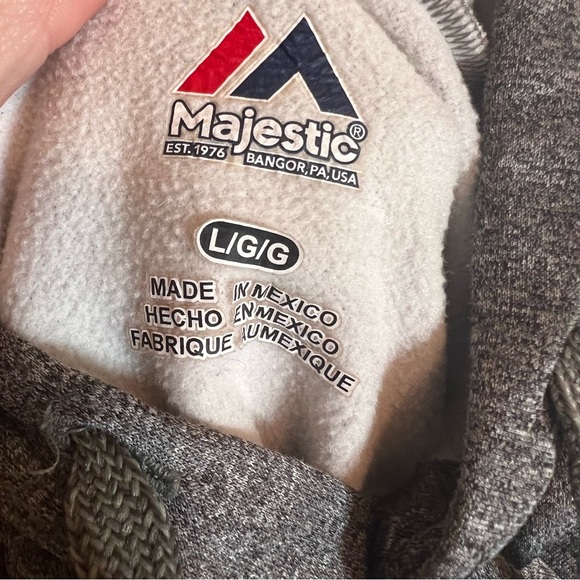 Majestic®
EST. 1976 BANGOR, PA, USA
L/G/G
MADE IN MEXICO
HECHO EN MEXICO
FABRIQUE AU MEXIQUE